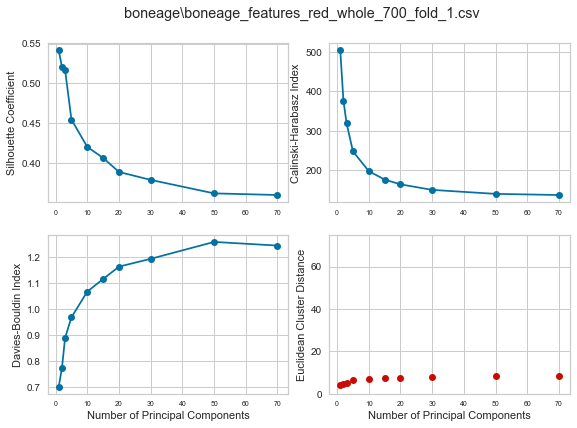 boneage\boneage_features_red_whole_700_fold_1.csv
Silhouette Coefficient
0.55
0.50
0.45
0.40
0 10 20 30 40 50 60 70
Calinski-Harabasz Index
500
400
300
200
0 10 20 30 40 50 60 70
Davies-Bouldin Index
1.2
1.1
1.0
0.9
0.8
0.7
0 10 20 30 40 50 60 70
Number of Principal Components
Euclidean Cluster Distance
60
40
20
0
0 10 20 30 40 50 60 70
Number of Principal Components